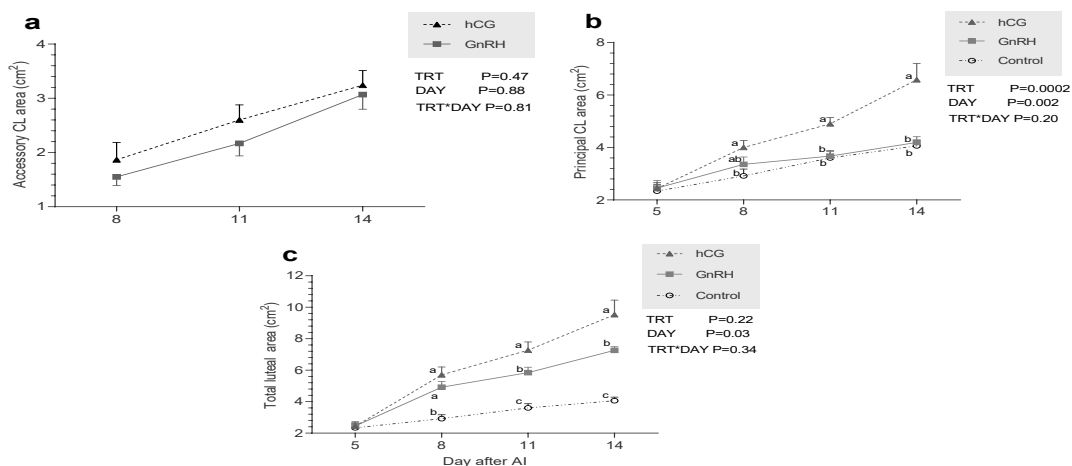 a
hCG
GnRH
TRT P=0.47
DAY P=0.88
TRT*DAY P=0.81
Accessory CL area (cm²)
4
3
2
1
8 11 14
b
hCG
GnRH
Control
TRT P=0.0002
DAY P=0.002
TRT*DAY P=0.20
Principal CL area (cm²)
8
6
4
2
a
a
a
ab
b
b
b
b
b
5 8 11 14
c
hCG
GnRH
Control
TRT P=0.22
DAY P=0.03
TRT*DAY P=0.34
Total luteal area (cm²)
12
10
8
6
4
2
a
a
a
b
b
a
c
c
b
5 8 11 14
Day after AI